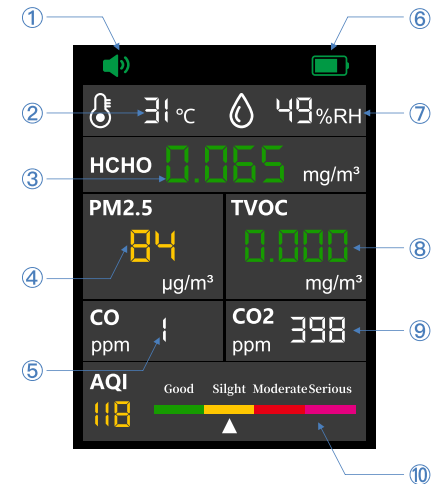 ① ⑥
② 31 °C 49 %RH ⑦
HCHO 0.065 mg/m³
③
PM2.5 TVOC
④ 84 0.000 ⑧
µg/m³ mg/m³
CO 1 CO2 398 ⑨
ppm ppm
⑤
AQI Good Silght Moderate Serious
118
⑩